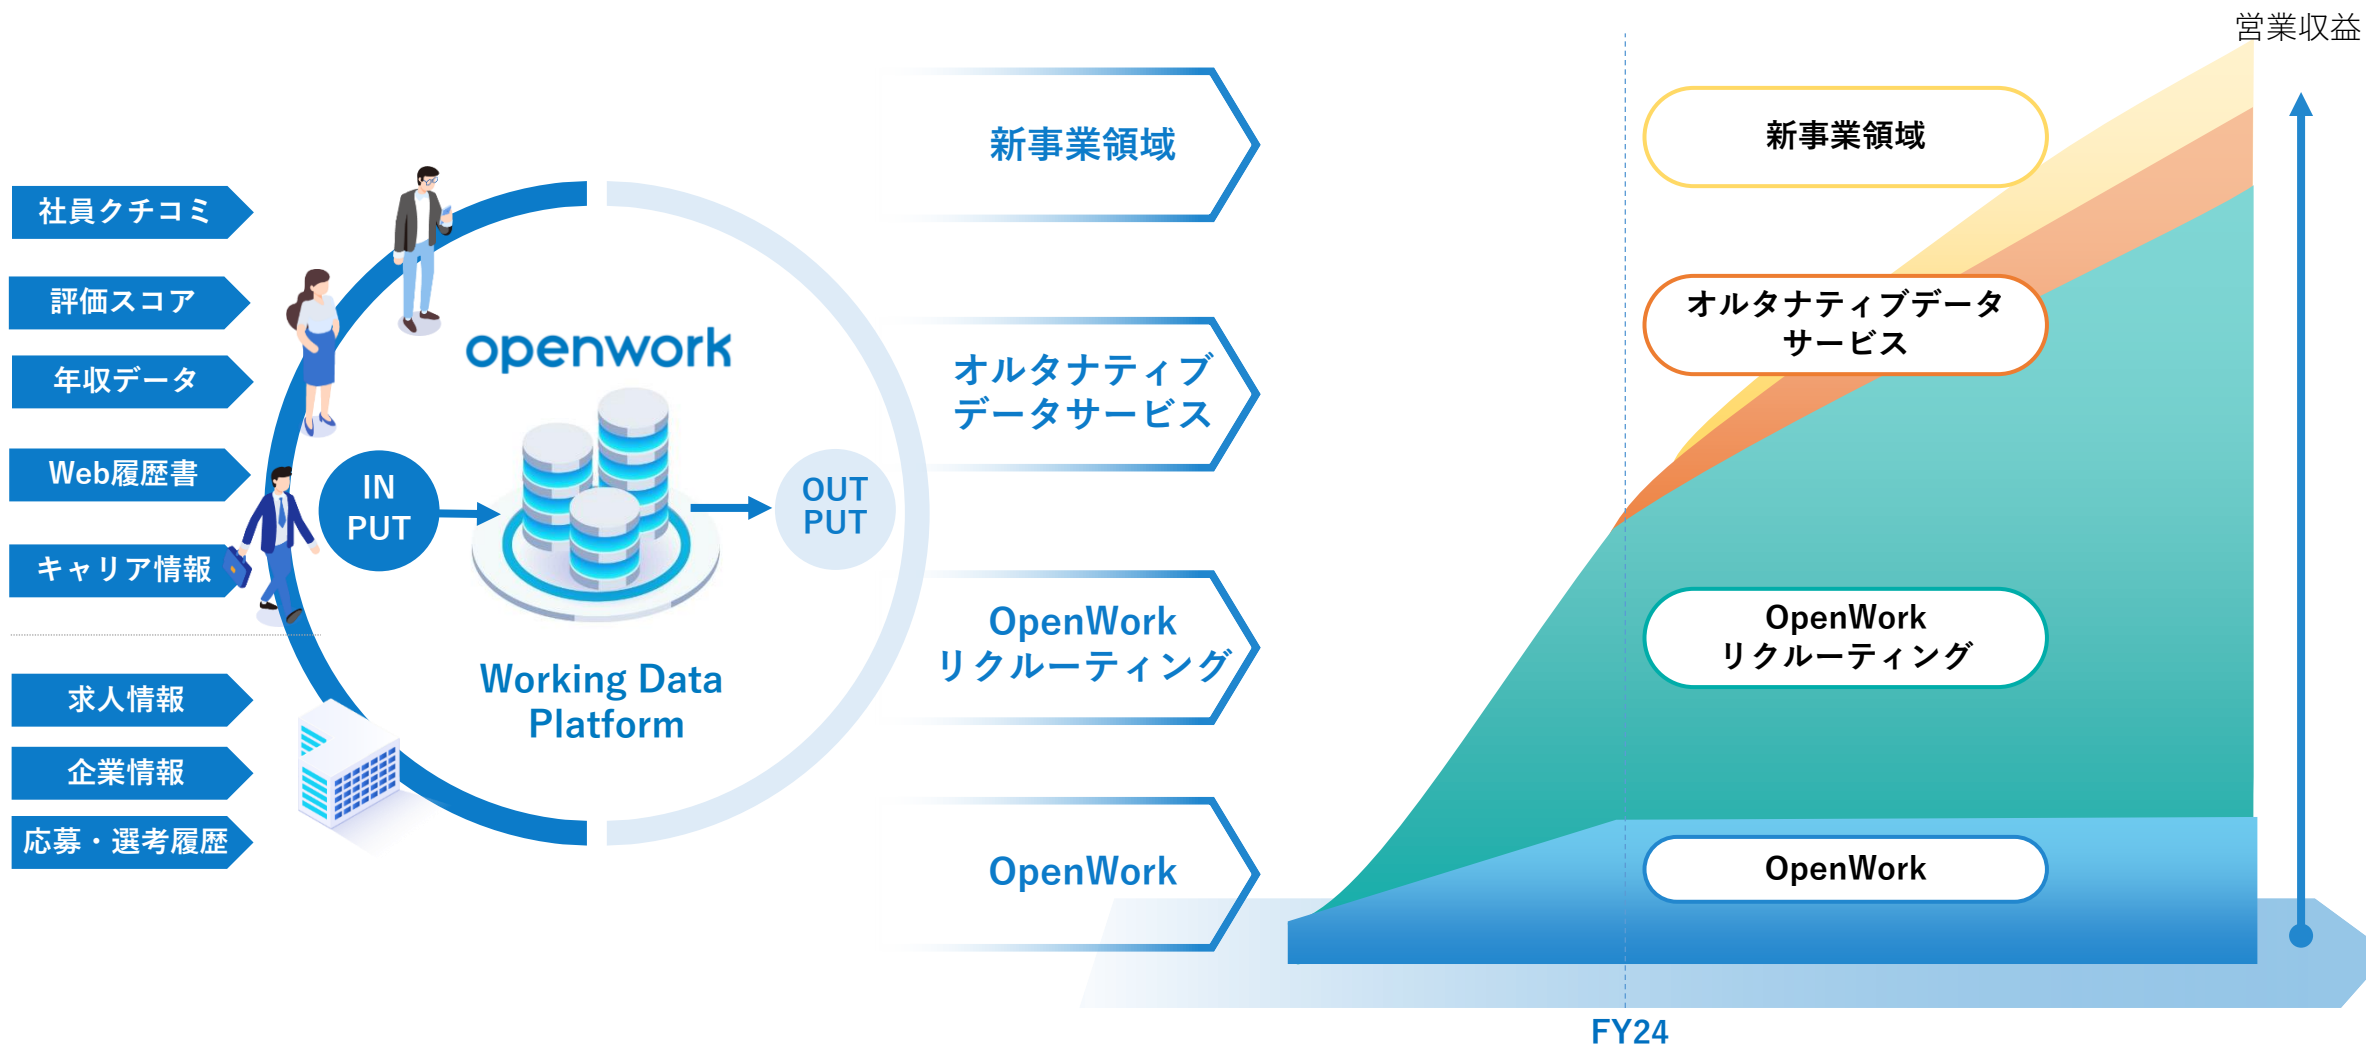 社員クチコミ
評価スコア
年収データ
Web履歴書
キャリア情報
求人情報
企業情報
応募・選考履歴
IN
PUT
openwork
Working Data
Platform
OUT
PUT
新事業領域
オルタナティブ
データサービス
OpenWork
リクルーティング
OpenWork
営業収益
新事業領域
オルタナティブデータ
サービス
OpenWork
リクルーティング
OpenWork
FY24